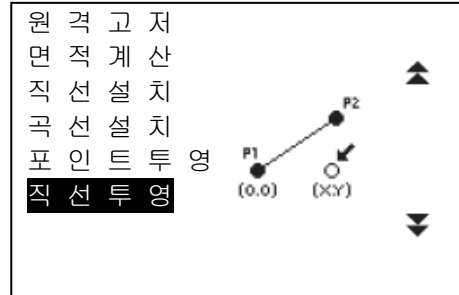 원 격 고 저
면 적 계 산
직 선 설 치
곡 선 설 치
포 인 트 투 영
직 선 투 영
P2
P1
(0.0) (X.Y)